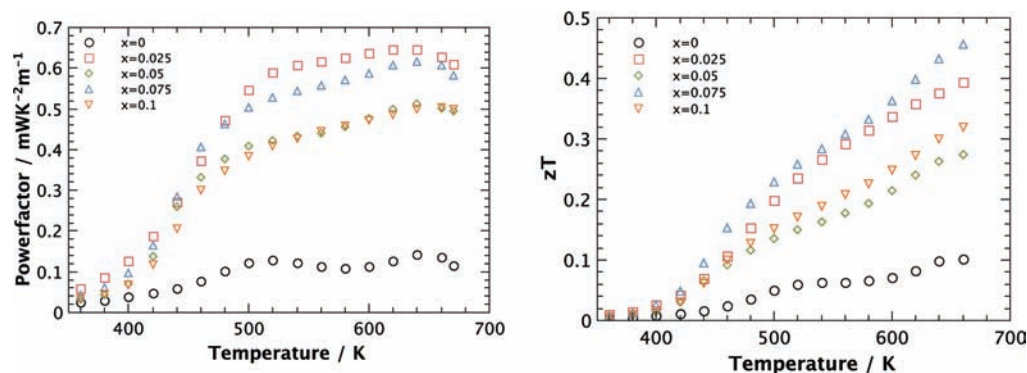 0.7
0.6
0.5
0.4
0.3
0.2
0.1
0
400
500
600
700
Powerfactor / mWK⁻²m⁻¹
Temperature / K
x=0
x=0.025
x=0.05
x=0.075
x=0.1
0.5
0.4
0.3
0.2
0.1
0
400
500
600
700
zT
Temperature / K
x=0
x=0.025
x=0.05
x=0.075
x=0.1